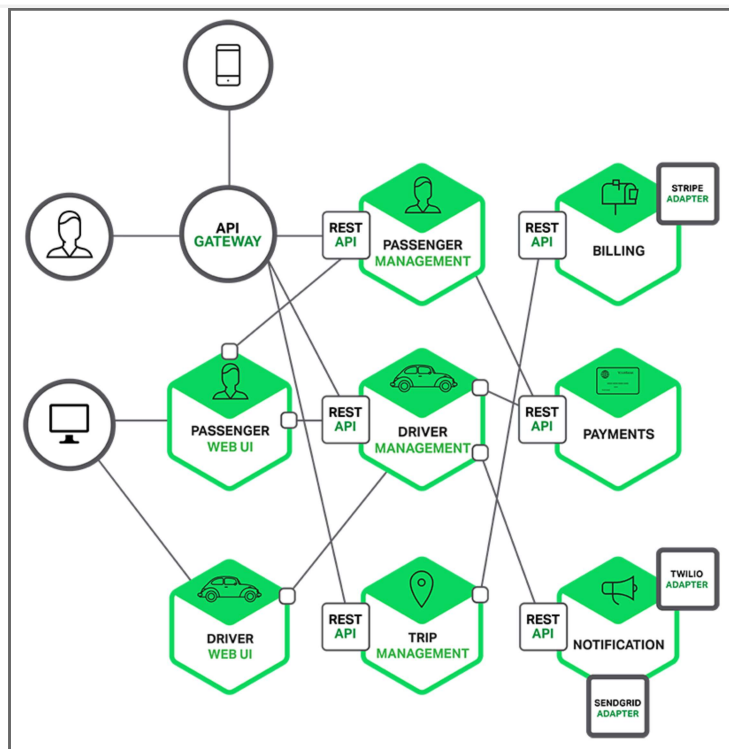 API
GATEWAY
REST
API
PASSENGER
MANAGEMENT
REST
API
BILLING
STRIPE
ADAPTER
PASSENGER
WEB UI
REST
API
DRIVER
MANAGEMENT
REST
API
PAYMENTS
DRIVER
WEB UI
REST
API
TRIP
MANAGEMENT
REST
API
NOTIFICATION
TWILIO
ADAPTER
SENDGRID
ADAPTER